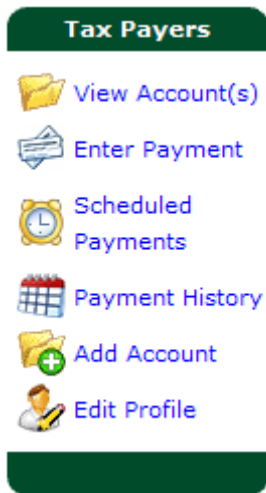 Tax Payers
View Account(s)
Enter Payment
Scheduled
Payments
Payment History
Add Account
Edit Profile